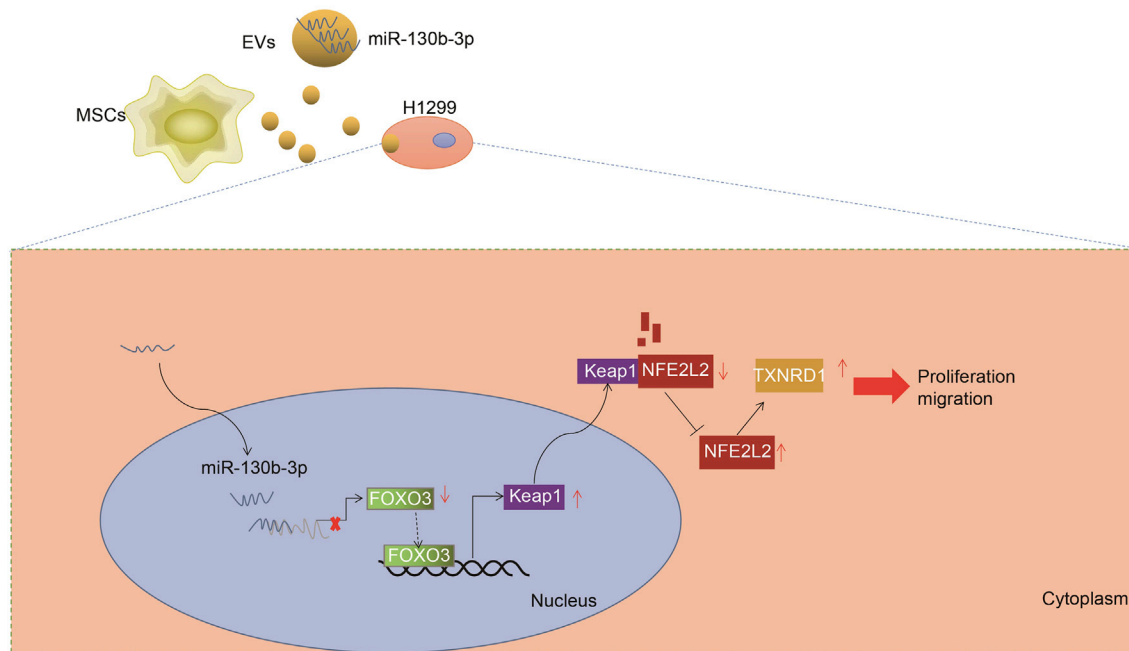 EVs
miR-130b-3p
MSCs
H1299
Keap1
NFE2L2
TXNRD1
Proliferation
migration
NFE2L2
miR-130b-3p
FOXO3
Keap1
FOXO3
Nucleus
Cytoplasm